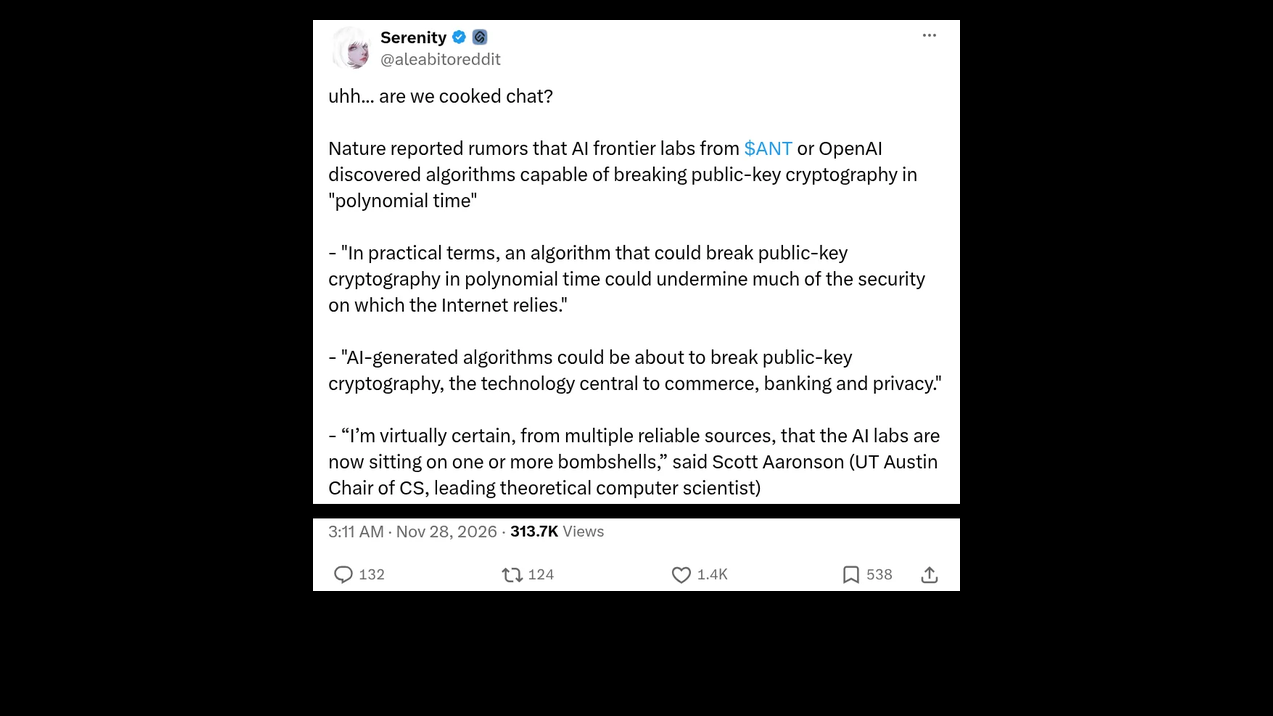 Serenity
@aleabitoreddit
uhh... are we cooked chat?
Nature reported rumors that AI frontier labs from $ANT or OpenAI
discovered algorithms capable of breaking public-key cryptography in
"polynomial time"
- "In practical terms, an algorithm that could break public-key
cryptography in polynomial time could undermine much of the security
on which the Internet relies."
- "AI-generated algorithms could be about to break public-key
cryptography, the technology central to commerce, banking and privacy."
- “I’m virtually certain, from multiple reliable sources, that the AI labs are
now sitting on one or more bombshells,” said Scott Aaronson (UT Austin
Chair of CS, leading theoretical computer scientist)
3:11 AM · Nov 28, 2026 · 313.7K Views
132 124 1.4K 538